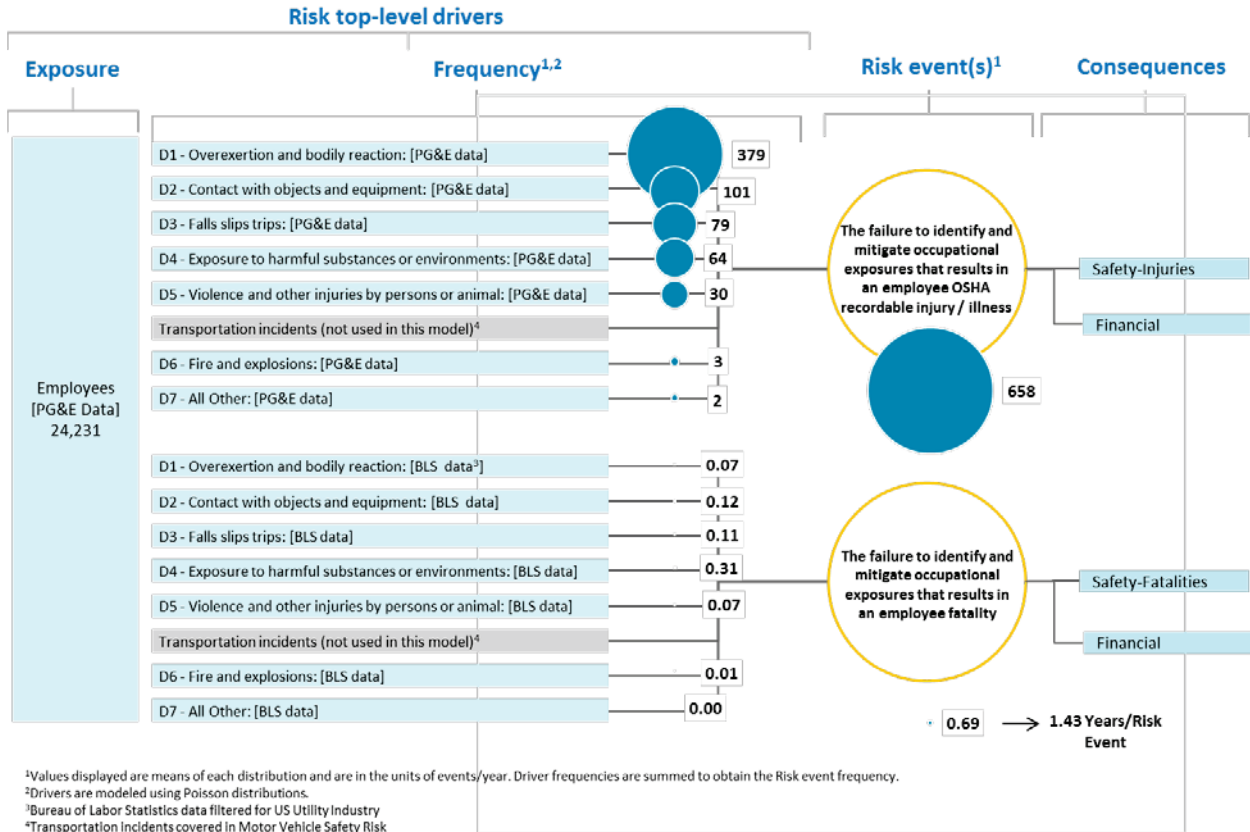 Risk top-level drivers
Exposure
Frequency¹,²
Risk event(s)¹
Consequences
Employees
[PG&E Data]
24,231
D1 - Overexertion and bodily reaction: [PG&E data]
379
D2 - Contact with objects and equipment: [PG&E data]
101
D3 - Falls slips trips: [PG&E data]
79
D4 - Exposure to harmful substances or environments: [PG&E data]
64
D5 - Violence and other injuries by persons or animal: [PG&E data]
30
Transportation incidents (not used in this model)⁴
D6 - Fire and explosions: [PG&E data]
3
D7 - All Other: [PG&E data]
2
The failure to identify and
mitigate occupational
exposures that results in
an employee OSHA
recordable injury / illness
658
Safety-Injuries
Financial
D1 - Overexertion and bodily reaction: [BLS data³]
0.07
D2 - Contact with objects and equipment: [BLS data]
0.12
D3 - Falls slips trips: [BLS data]
0.11
D4 - Exposure to harmful substances or environments: [BLS data]
0.31
D5 - Violence and other injuries by persons or animal: [BLS data]
0.07
Transportation incidents (not used in this model)⁴
D6 - Fire and explosions: [BLS data]
0.01
D7 - All Other: [BLS data]
0.00
The failure to identify and
mitigate occupational
exposures that results in
an employee fatality
Safety-Fatalities
Financial
0.69
1.43 Years/Risk
Event
¹Values displayed are means of each distribution and are in the units of events/year. Driver frequencies are summed to obtain the Risk event frequency.
²Drivers are modeled using Poisson distributions.
³Bureau of Labor Statistics data filtered for US Utility Industry
⁴Transportation incidents covered in Motor Vehicle Safety Risk